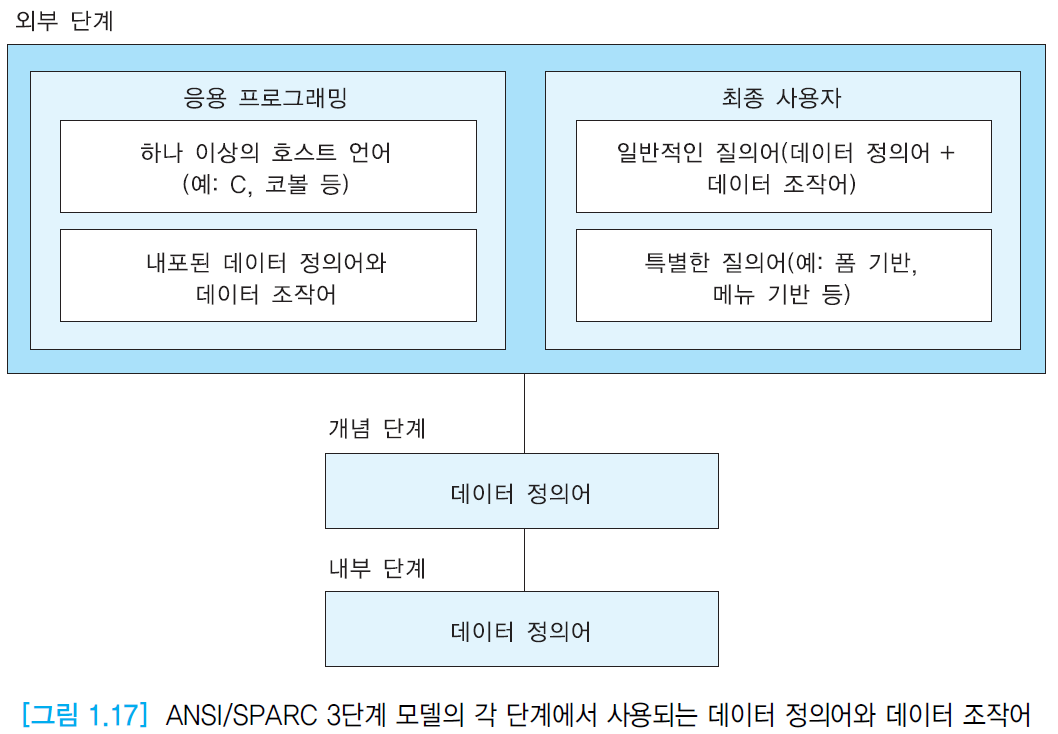 외부 단계
응용 프로그래밍
하나 이상의 호스트 언어
(예: C, 코볼 등)
내포된 데이터 정의어와
데이터 조작어
최종 사용자
일반적인 질의어(데이터 정의어 +
데이터 조작어)
특별한 질의어(예: 폼 기반,
메뉴 기반 등)
개념 단계
데이터 정의어
내부 단계
데이터 정의어
[그림 1.17] ANSI/SPARC 3단계 모델의 각 단계에서 사용되는 데이터 정의어와 데이터 조작어